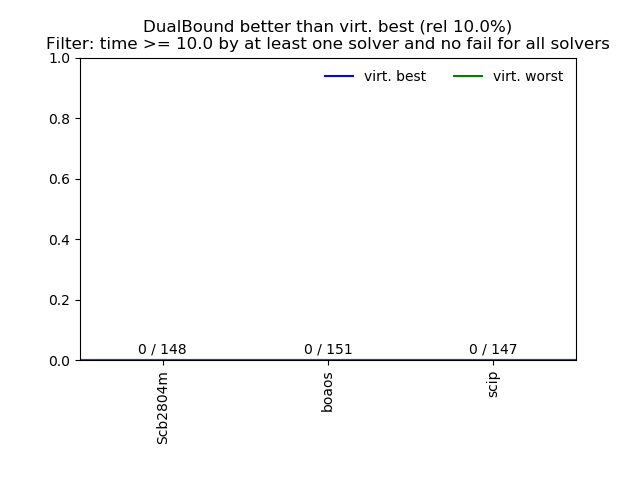 DualBound better than virt. best (rel 10.0%)
Filter: time >= 10.0 by at least one solver and no fail for all solvers
virt. best
virt. worst
1.0
0.8
0.6
0.4
0.2
0.0
0 / 148
0 / 151
0 / 147
Scb2804m
boaos
scip